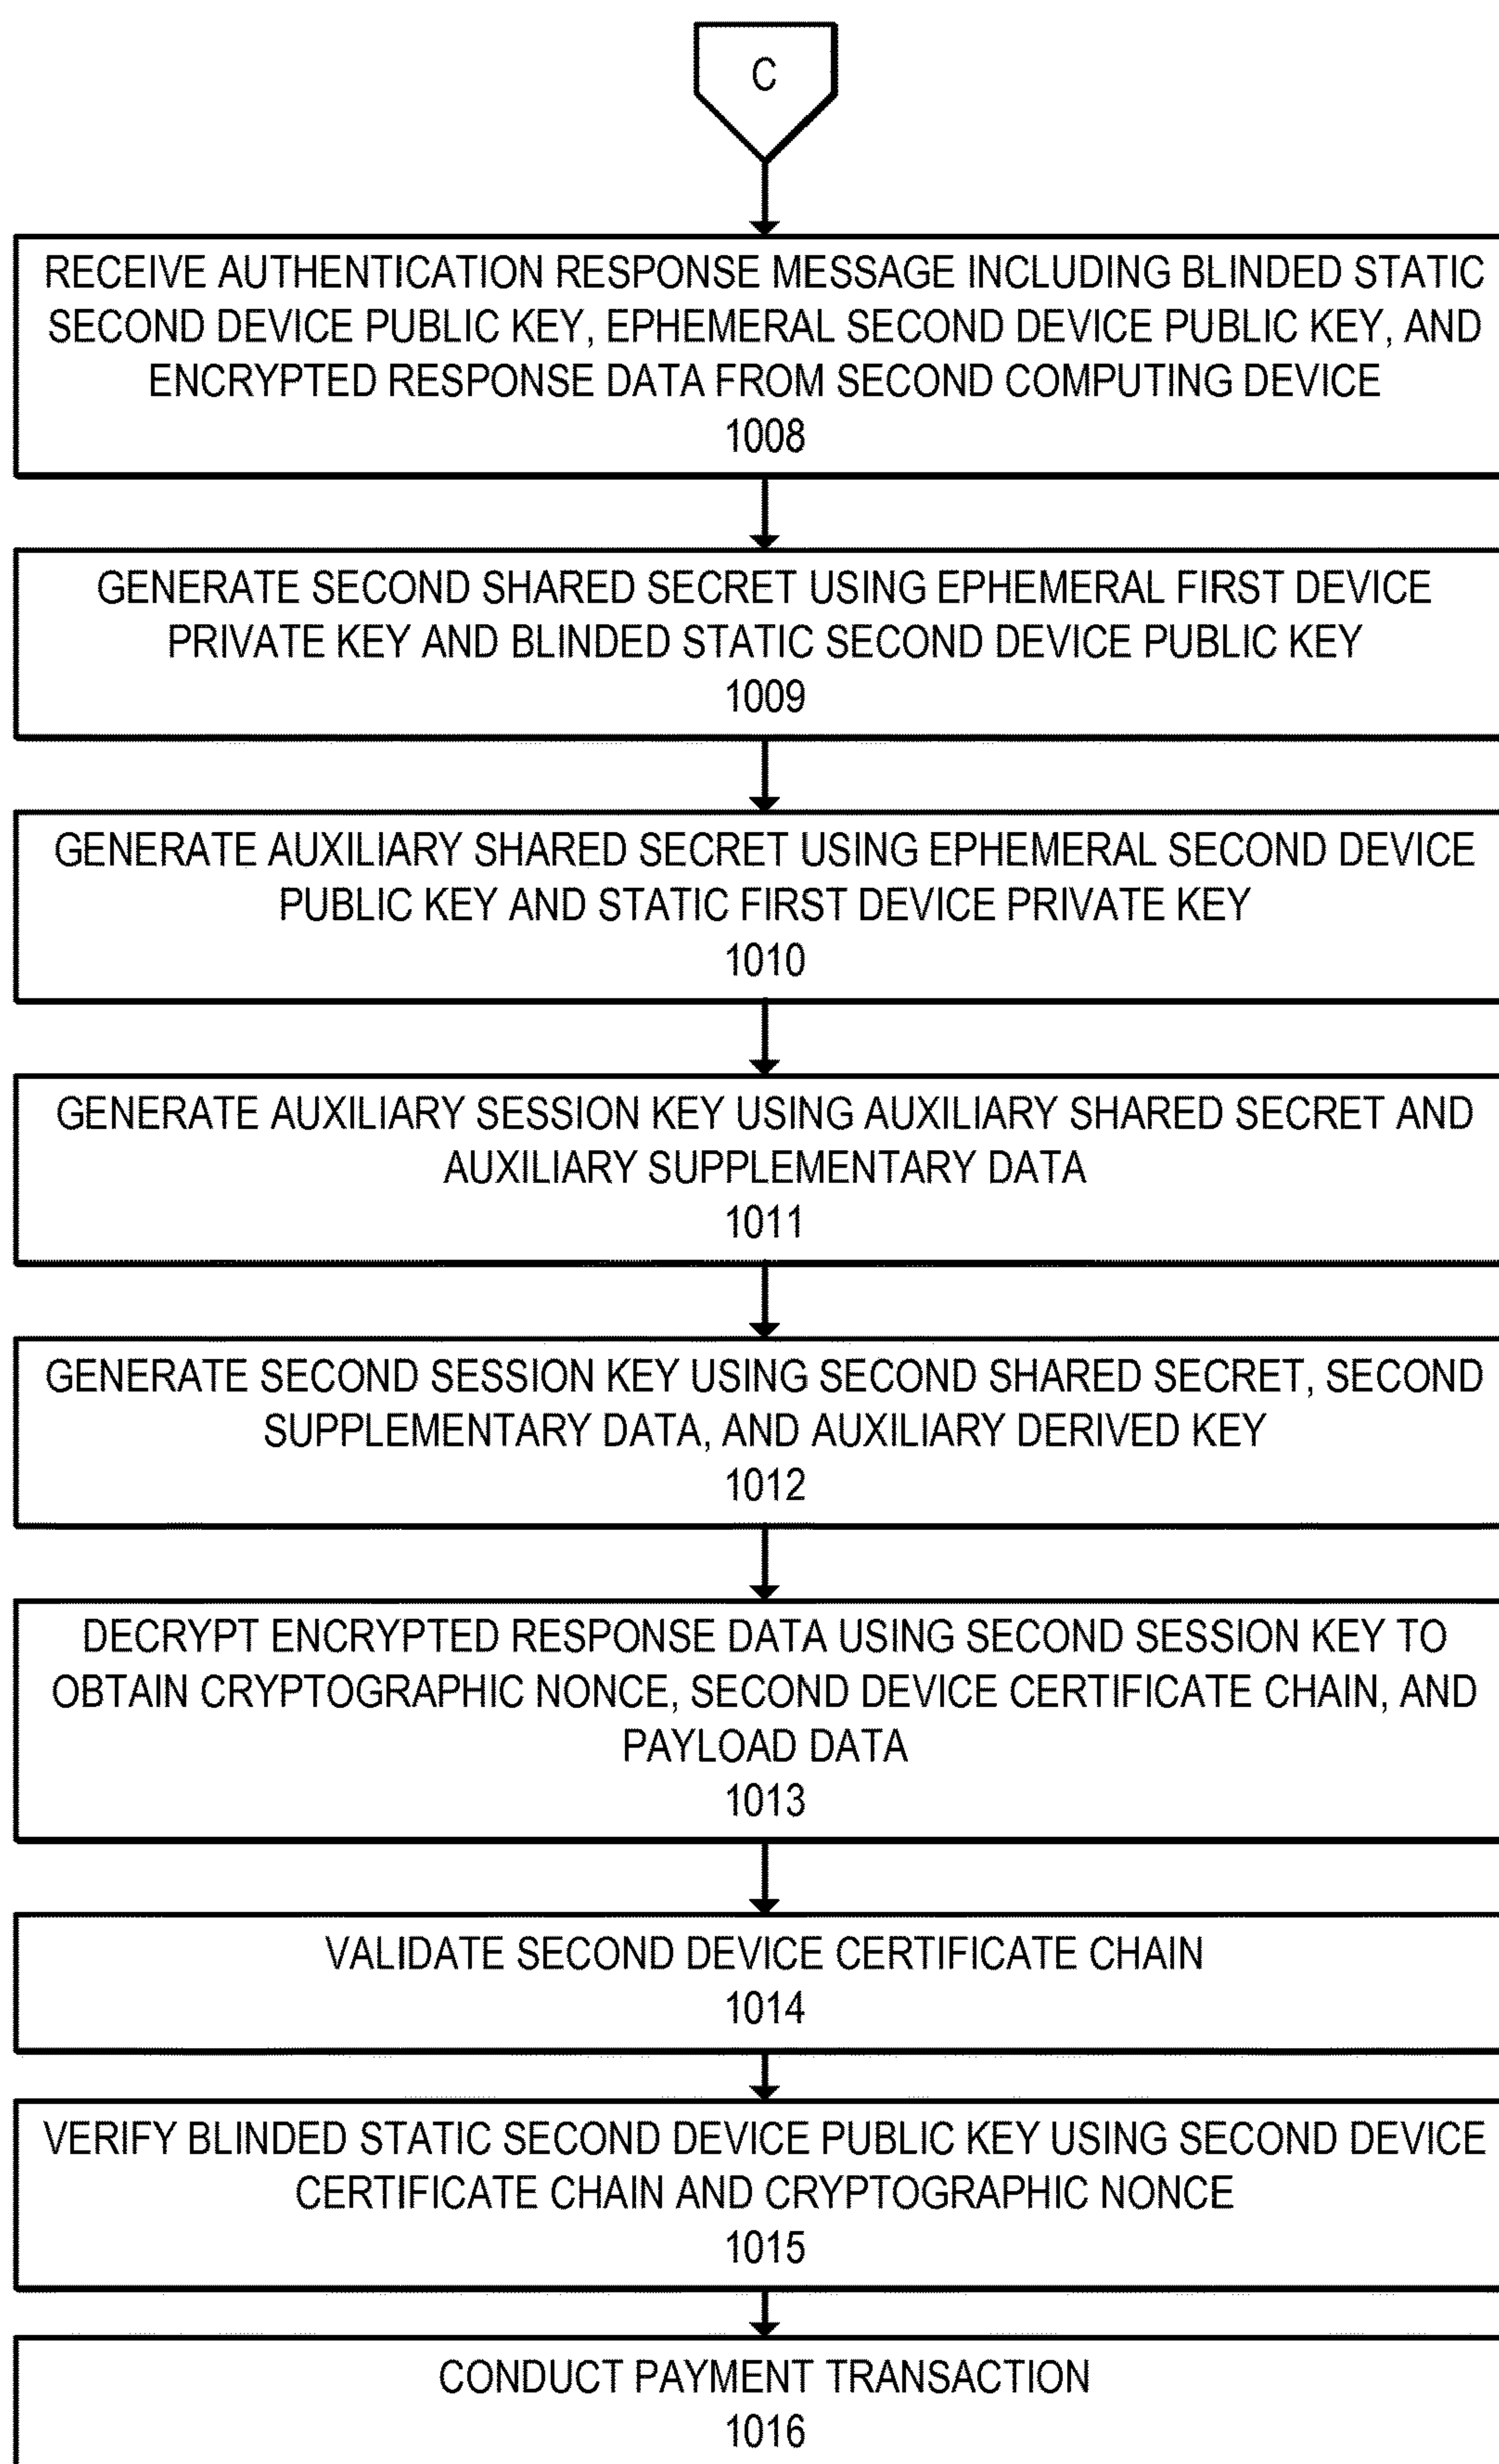 C
RECEIVE AUTHENTICATION RESPONSE MESSAGE INCLUDING BLINDED STATIC
SECOND DEVICE PUBLIC KEY, EPHEMERAL SECOND DEVICE PUBLIC KEY, AND
ENCRYPTED RESPONSE DATA FROM SECOND COMPUTING DEVICE
1008
GENERATE SECOND SHARED SECRET USING EPHEMERAL FIRST DEVICE
PRIVATE KEY AND BLINDED STATIC SECOND DEVICE PUBLIC KEY
1009
GENERATE AUXILIARY SHARED SECRET USING EPHEMERAL SECOND DEVICE
PUBLIC KEY AND STATIC FIRST DEVICE PRIVATE KEY
1010
GENERATE AUXILIARY SESSION KEY USING AUXILIARY SHARED SECRET AND
AUXILIARY SUPPLEMENTARY DATA
1011
GENERATE SECOND SESSION KEY USING SECOND SHARED SECRET, SECOND
SUPPLEMENTARY DATA, AND AUXILIARY DERIVED KEY
1012
DECRYPT ENCRYPTED RESPONSE DATA USING SECOND SESSION KEY TO
OBTAIN CRYPTOGRAPHIC NONCE, SECOND DEVICE CERTIFICATE CHAIN, AND
PAYLOAD DATA
1013
VALIDATE SECOND DEVICE CERTIFICATE CHAIN
1014
VERIFY BLINDED STATIC SECOND DEVICE PUBLIC KEY USING SECOND DEVICE
CERTIFICATE CHAIN AND CRYPTOGRAPHIC NONCE
1015
CONDUCT PAYMENT TRANSACTION
1016